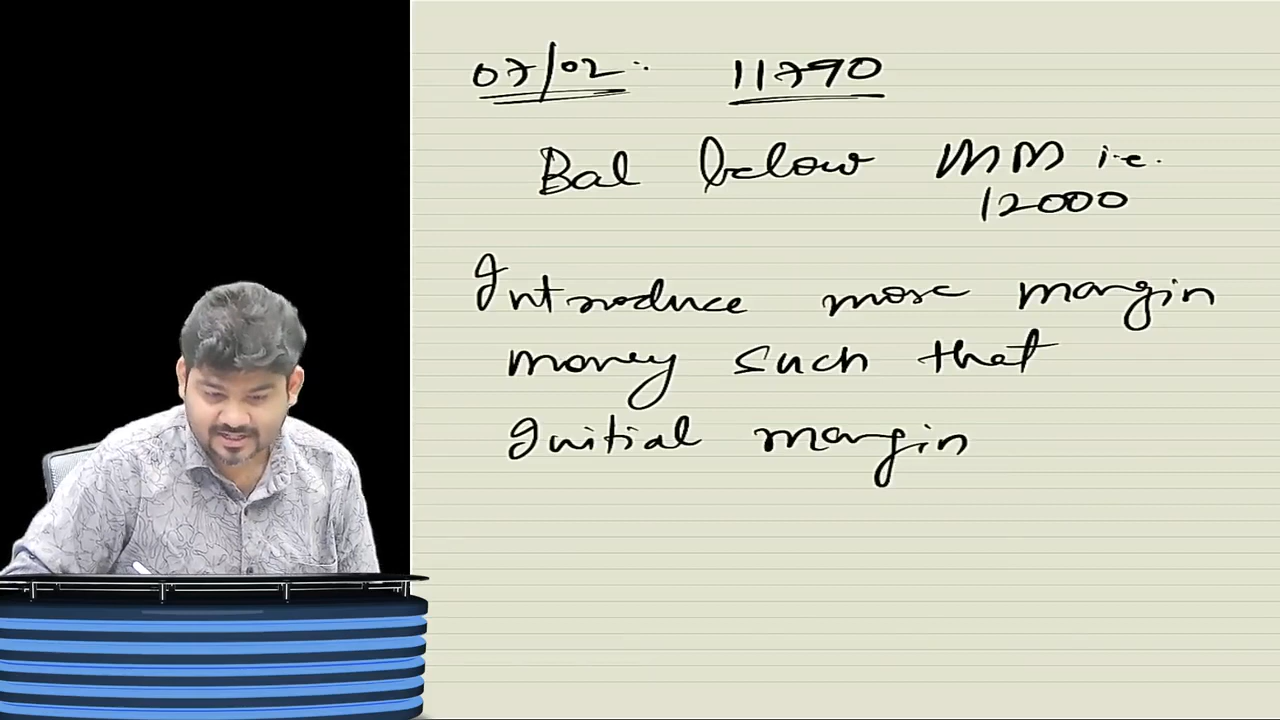 07/02: 11790
Bal below MM i.e.
12000
Introduce more margin
money such that
Initial margin